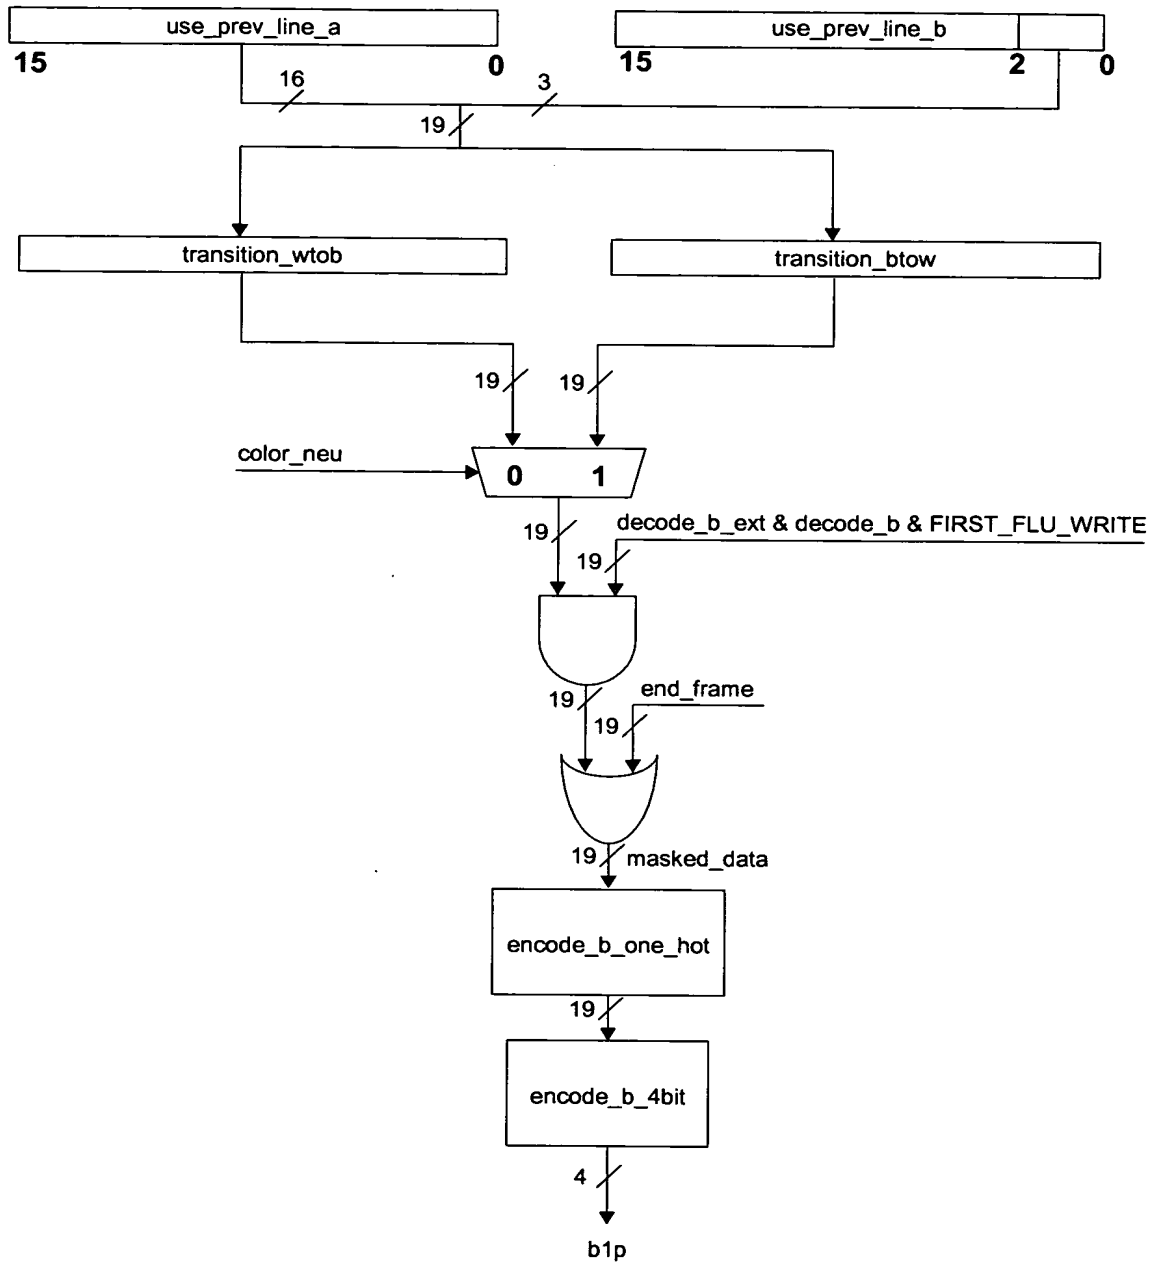 use_prev_line_a
use_prev_line_b
15
0
15
2
0
16
3
19
transition_wtob
transition_btow
19
19
color_neu
0
1
19
decode_b_ext & decode_b & FIRST_FLU_WRITE
19
19
end_frame
19
19
masked_data
encode_b_one_hot
19
encode_b_4bit
4
b1p